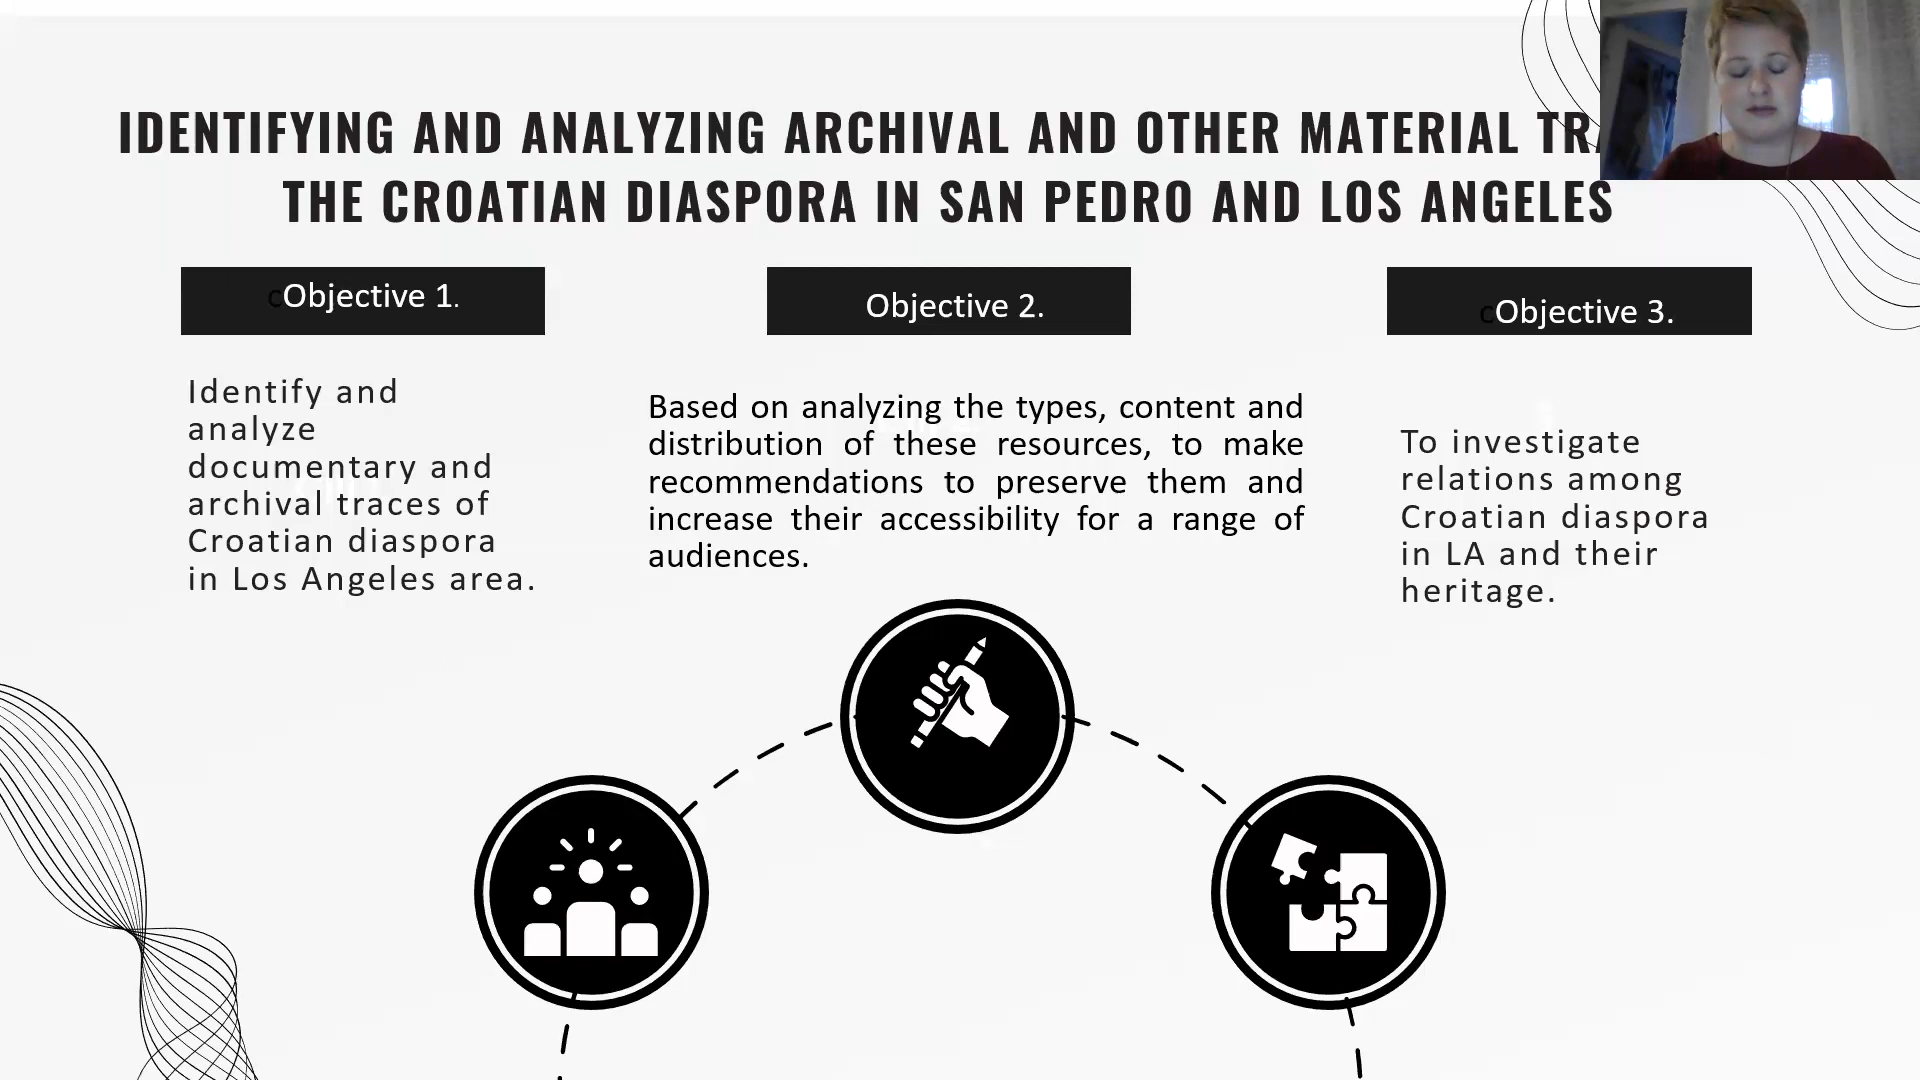 IDENTIFYING AND ANALYZING ARCHIVAL AND OTHER MATERIAL
THE CROATIAN DIASPORA IN SAN PEDRO AND LOS ANGELES
cObjective 1.
Objective 2.
cObjective 3.
Identify and
analyze
documentary and
archival traces of
Croatian diaspora
in Los Angeles area.
Based on analyzing the types, content and
distribution of these resources, to make
recommendations to preserve them and
increase their accessibility for a range of
audiences.
To investigate
relations among
Croatian diaspora
in LA and their
heritage.